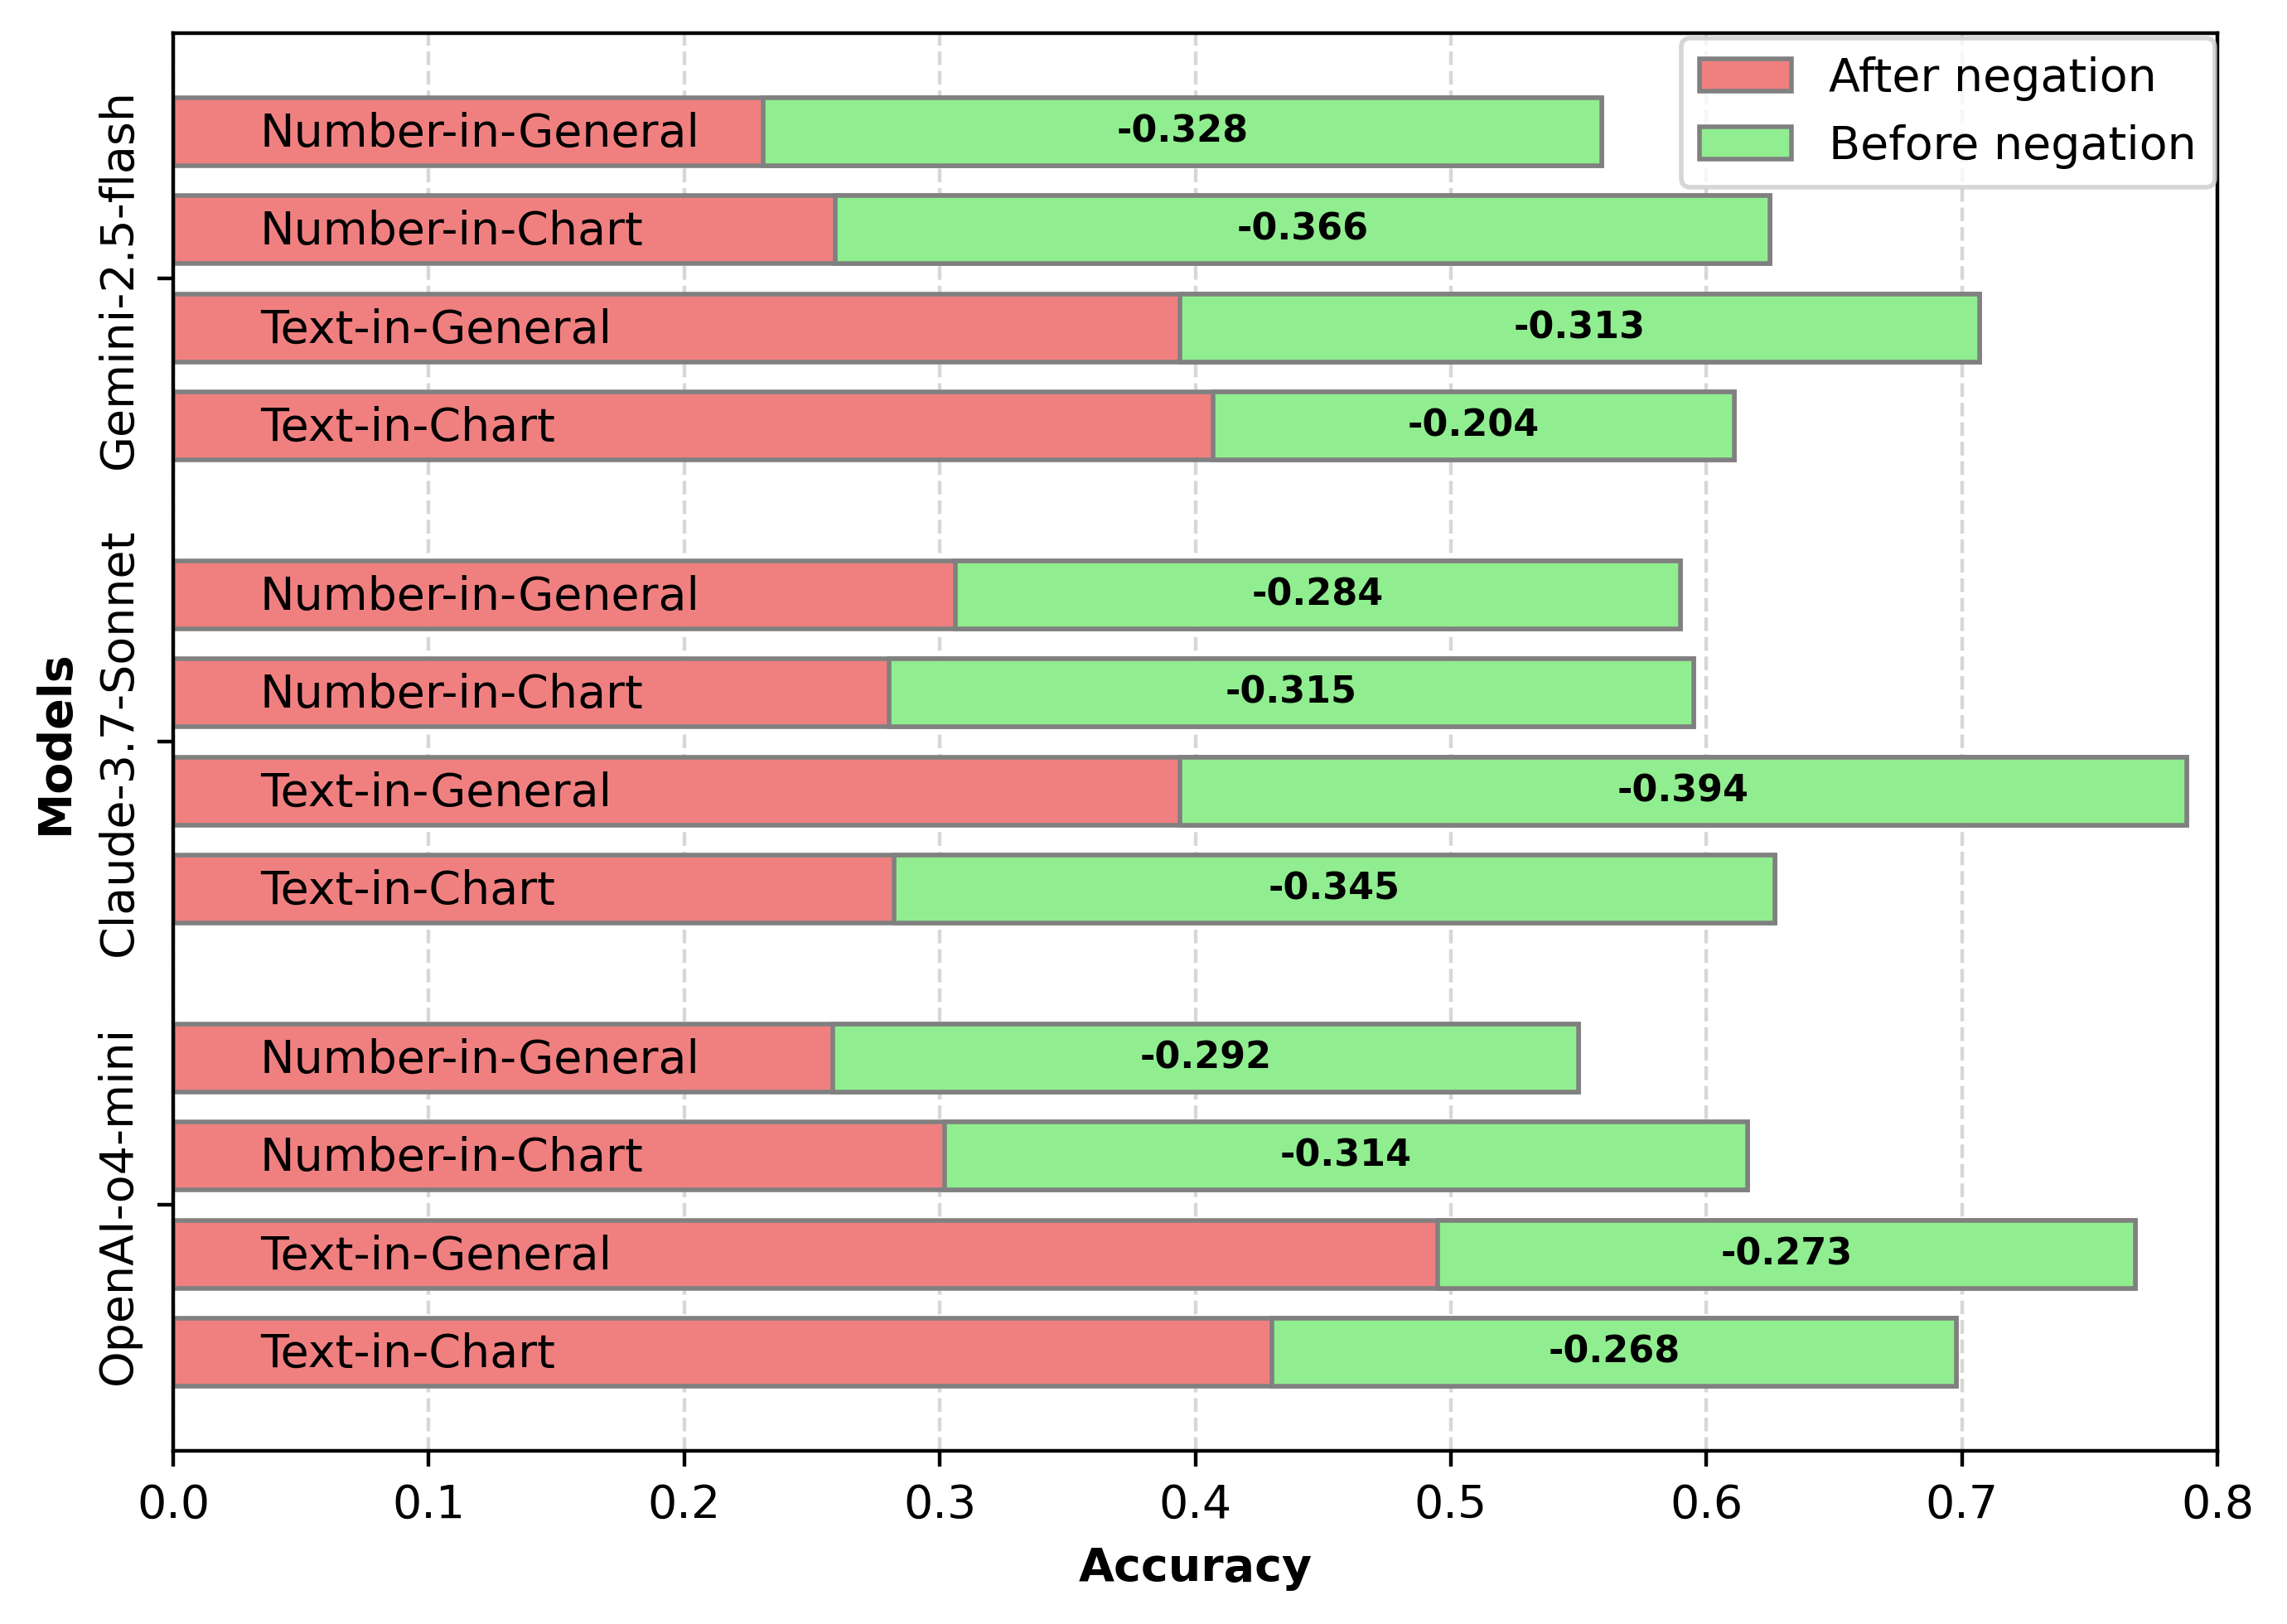 After negation
Before negation
Models
Gemini-2.5-flash
Number-in-General
-0.328
Number-in-Chart
-0.366
Text-in-General
-0.313
Text-in-Chart
-0.204
Claude-3.7-Sonnet
Number-in-General
-0.284
Number-in-Chart
-0.315
Text-in-General
-0.394
Text-in-Chart
-0.345
OpenAI-o4-mini
Number-in-General
-0.292
Number-in-Chart
-0.314
Text-in-General
-0.273
Text-in-Chart
-0.268
0.0 0.1 0.2 0.3 0.4 0.5 0.6 0.7 0.8
Accuracy